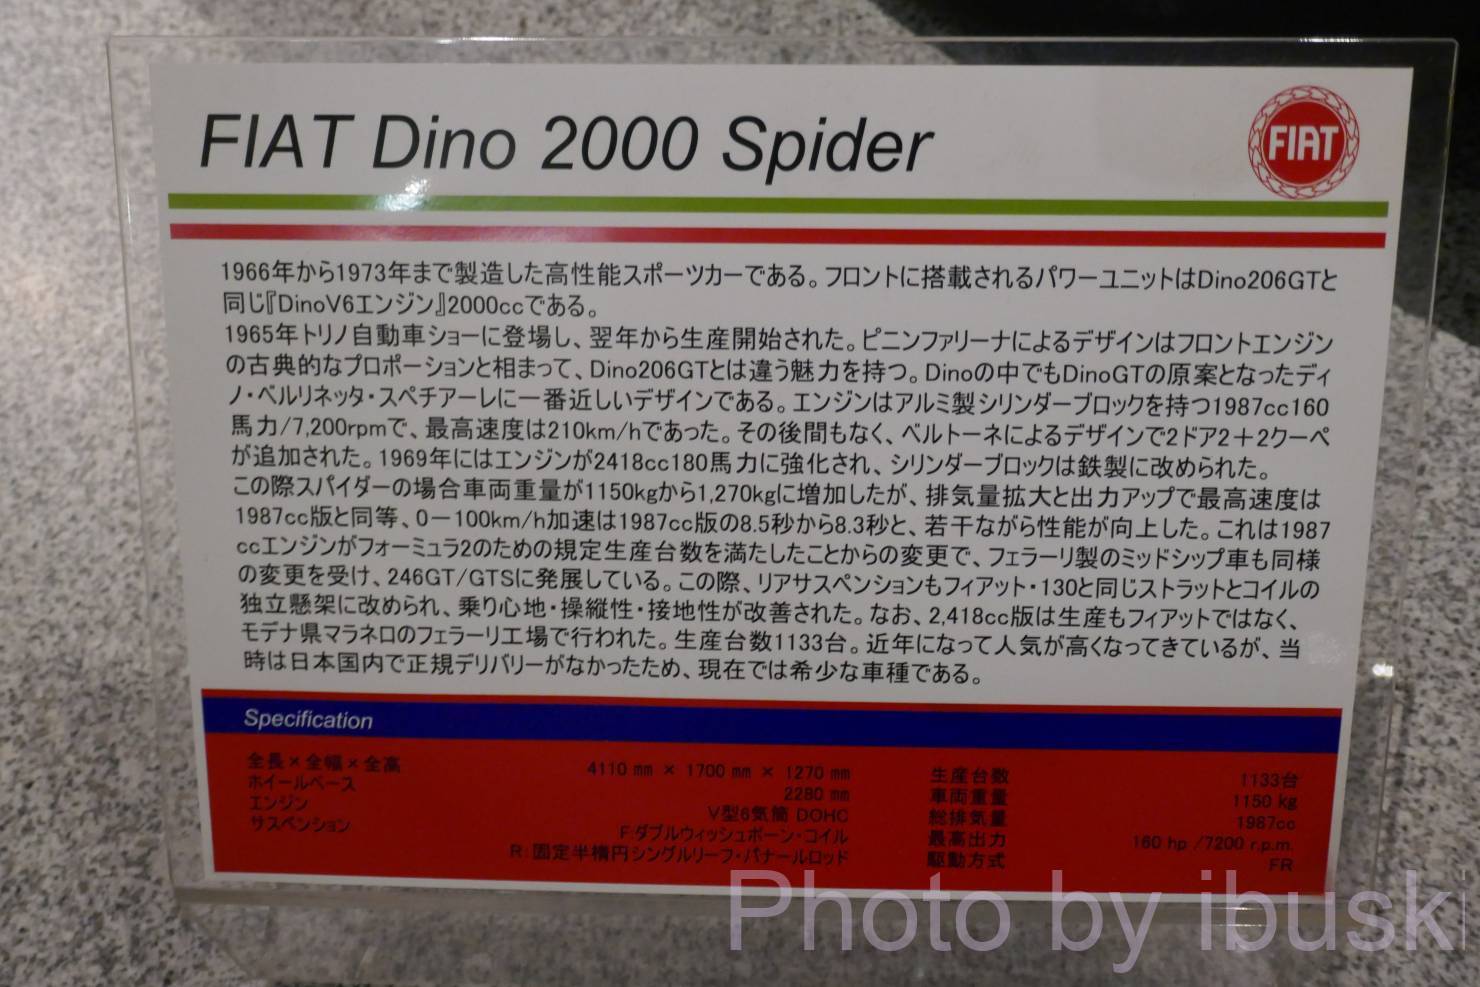 FIAT Dino 2000 Spider
FIAT
1966年から1973年まで製造した高性能スポーツカーである。フロントに搭載されるパワーユニットはDino206GTと
同じ『DinoV6エンジン』2000ccである。
1965年トリノ自動車ショーに登場し、翌年から生産開始された。ピニンファリーナによるデザインはフロントエンジン
の古典的なプロポーションと相まって、Dino206GTとは違う魅力を持つ。Dinoの中でもDinoGTの原案となったディ
ノ・ベルリネッタ・スペチアーレに一番近しいデザインである。エンジンはアルミ製シリンダーブロックを持つ1987cc160
馬力/7,200rpmで、最高速度は210km/hであった。その後間もなく、ベルトーネによるデザインで2ドア2＋2クーペ
が追加された。1969年にはエンジンが2418cc180馬力に強化され、シリンダーブロックは鉄製に改められた。
この際スパイダーの場合車両重量が1150kgから1,270kgに増加したが、排気量拡大と出力アップで最高速度は
1987cc版と同等、0－100km/h加速は1987cc版の8.5秒から8.3秒と、若干ながら性能が向上した。これは1987
ccエンジンがフォーミュラ2のための規定生産台数を満たしたことからの変更で、フェラーリ製のミッドシップ車も同様
の変更を受け、246GT/GTSに発展している。この際、リアサスペンションもフィアット・130と同じストラットとコイルの
独立懸架に改められ、乗り心地・操縦性・接地性が改善された。なお、2,418cc版は生産もフィアットではなく、
モデナ県マラネロのフェラーリ工場で行われた。生産台数1133台。近年になって人気が高くなってきているが、当
時は日本国内で正規デリバリーがなかったため、現在では希少な車種である。
Specification
全長×全幅×全高 4110 mm × 1700 mm × 1270 mm 生産台数 1133台
ホイールベース 2280 mm 車両重量 1150 kg
エンジン V型6気筒 DOHC 総排気量 1987cc
サスペンション F:ダブルウィッシュボーン・コイル 最高出力 160 hp /7200 r.p.m.
R:固定半楕円シングルリーフ・パナールロッド 駆動方式 FR
Photo by ibuski